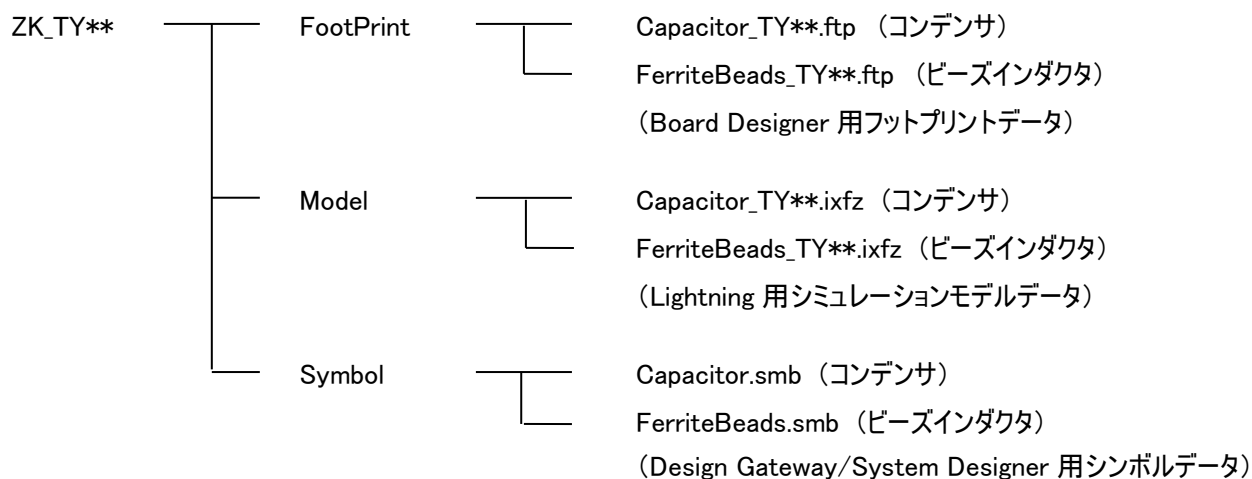 ZK_TY** FootPrint Capacitor_TY**.ftp （コンデンサ）
FerriteBeads_TY**.ftp （ビーズインダクタ）
（Board Designer 用フットプリントデータ）
Model Capacitor_TY**.ixfz （コンデンサ）
FerriteBeads_TY**.ixfz （ビーズインダクタ）
（Lightning 用シミュレーションモデルデータ）
Symbol Capacitor.smb （コンデンサ）
FerriteBeads.smb （ビーズインダクタ）
（Design Gateway/System Designer 用シンボルデータ）